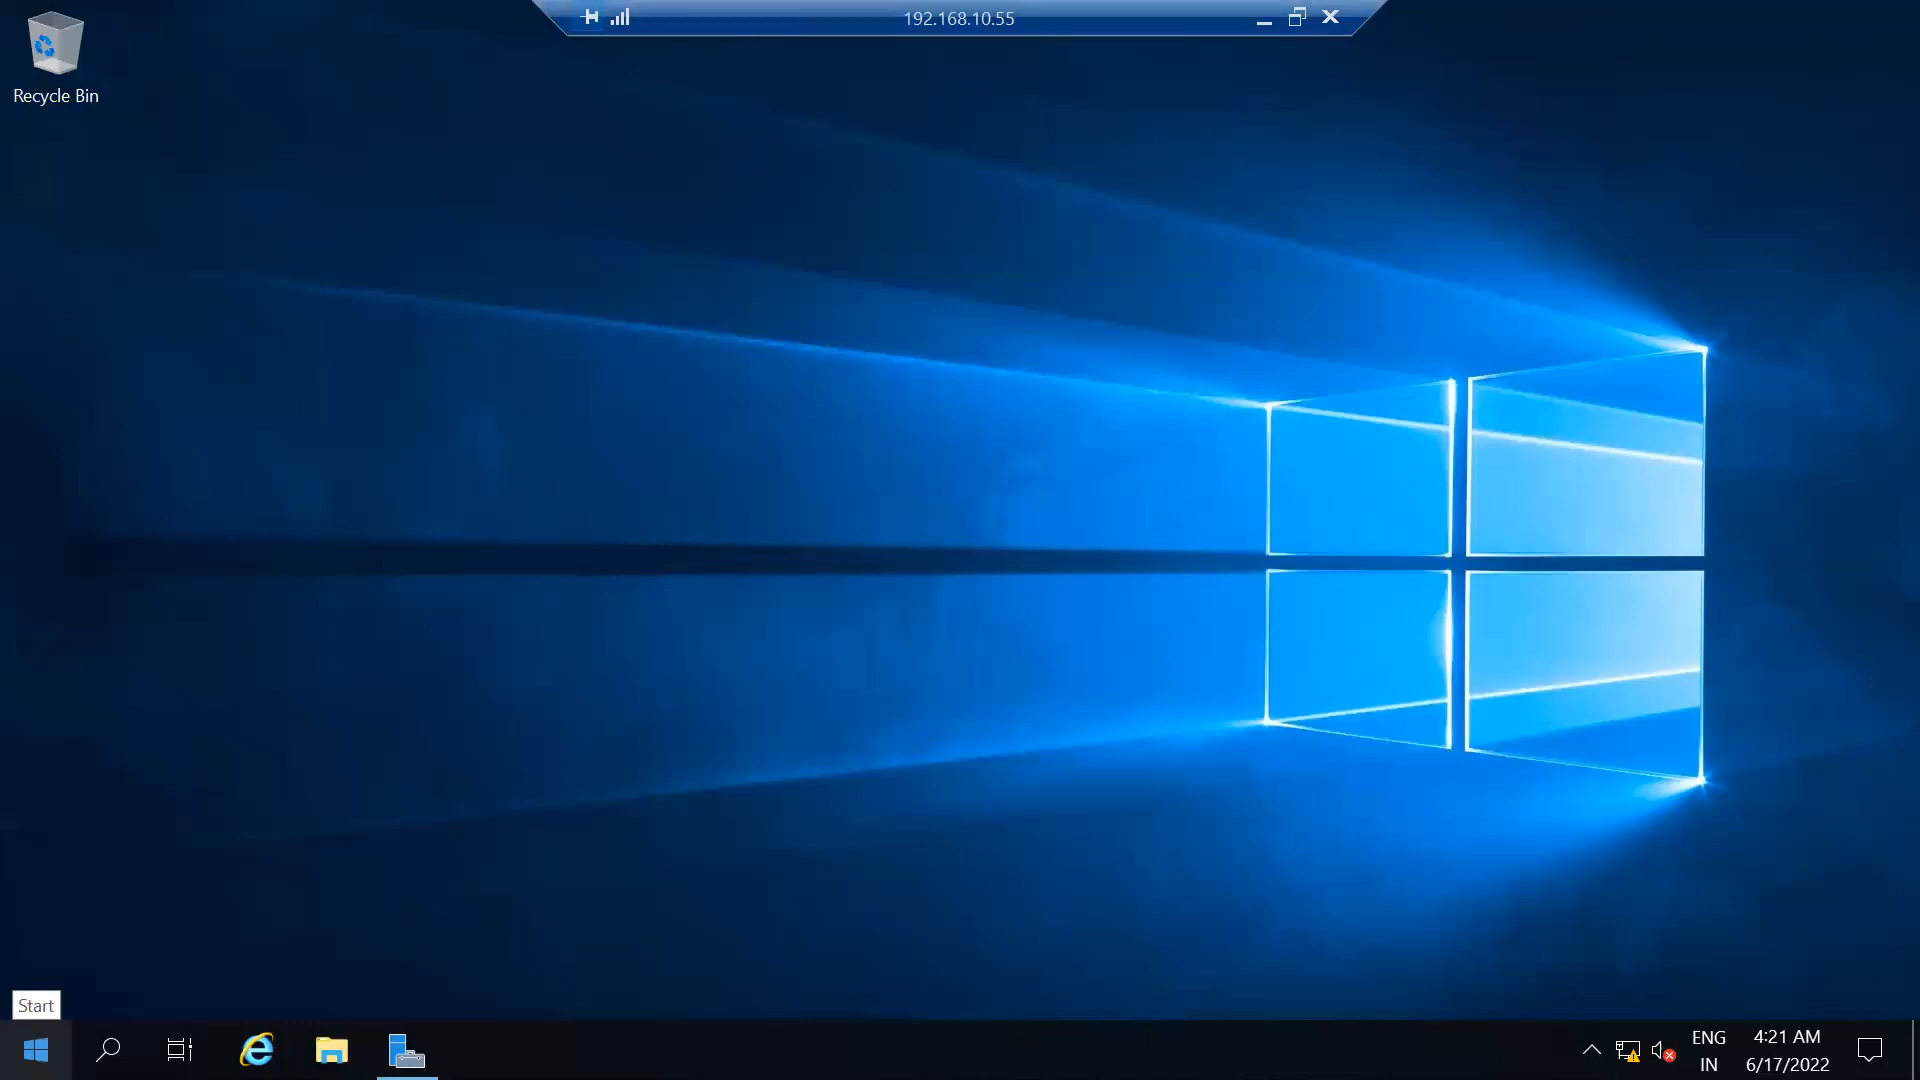 192.168.10.55
Recycle Bin
Start
ENG
IN
4:21 AM
6/17/2022